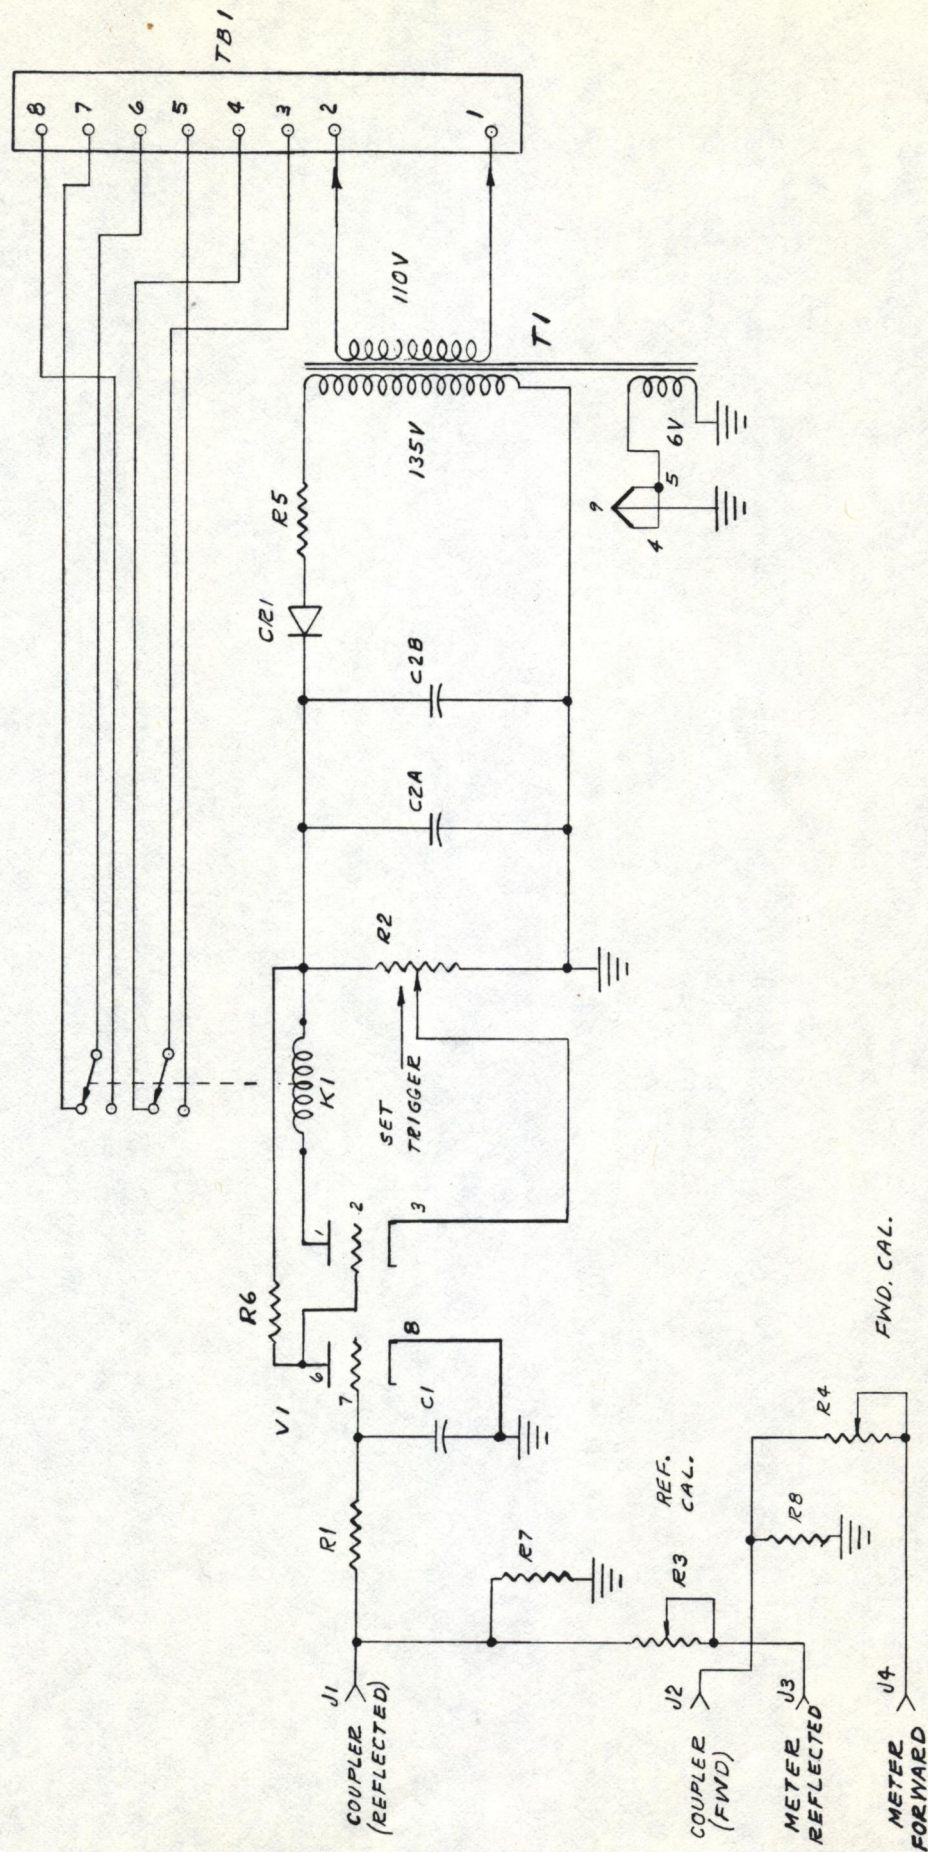 TB1
8
7
6
5
4
3
2
1
110V
T1
135V
6V
5
9
4
R5
CR1
C2B
C2A
R2
SET
TRIGGER
K1
1
2
3
R6
6
7
8
V1
C1
R1
R7
REF.
CAL.
R3
R8
R4
FWD. CAL.
J1
COUPLER
(REFLECTED)
J2
COUPLER
(FWD)
J3
METER
REFLECTED
J4
METER
FORWARD